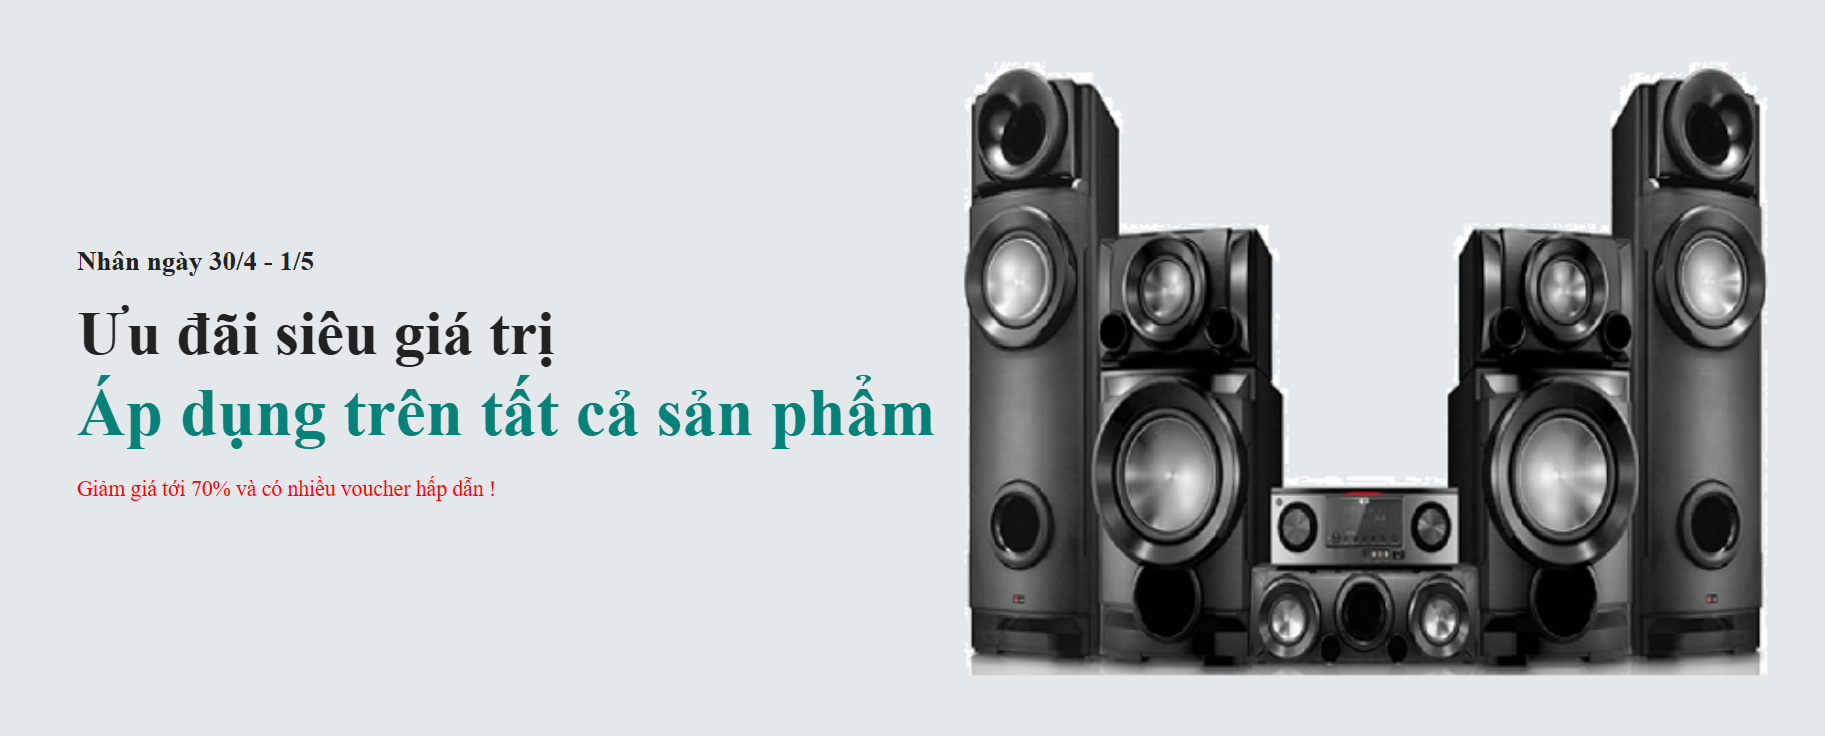 Nhân ngày 30/4 - 1/5
Ưu đãi siêu giá trị
Áp dụng trên tất cả sản phẩm
Giảm giá tới 70% và có nhiều voucher hấp dẫn !